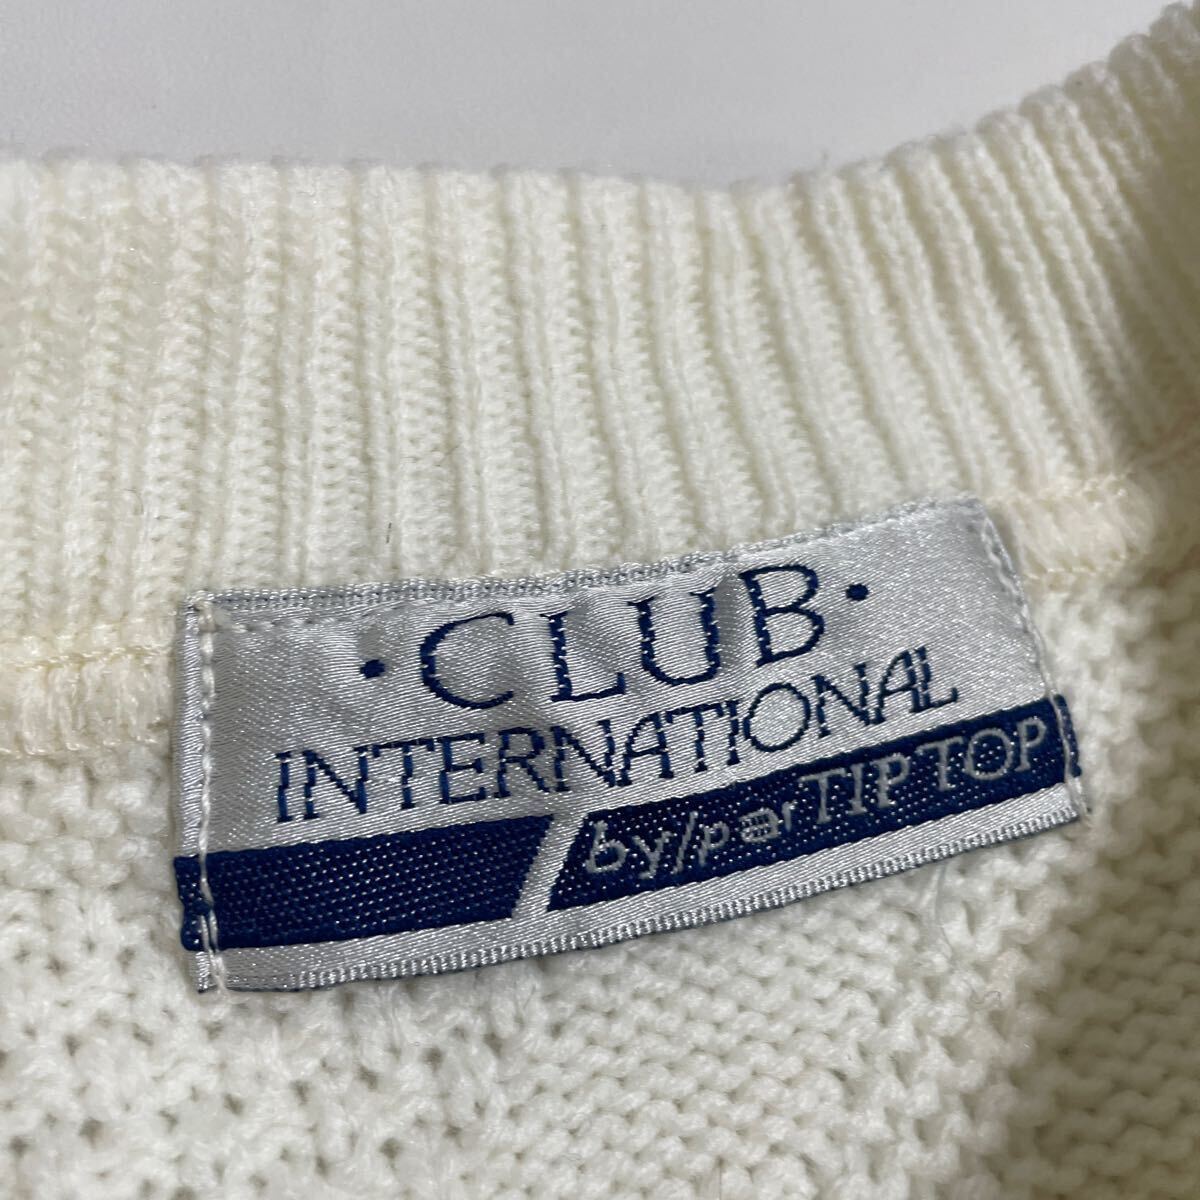 ·CLUB·
INTERNATIONAL
by/par TIP TOP